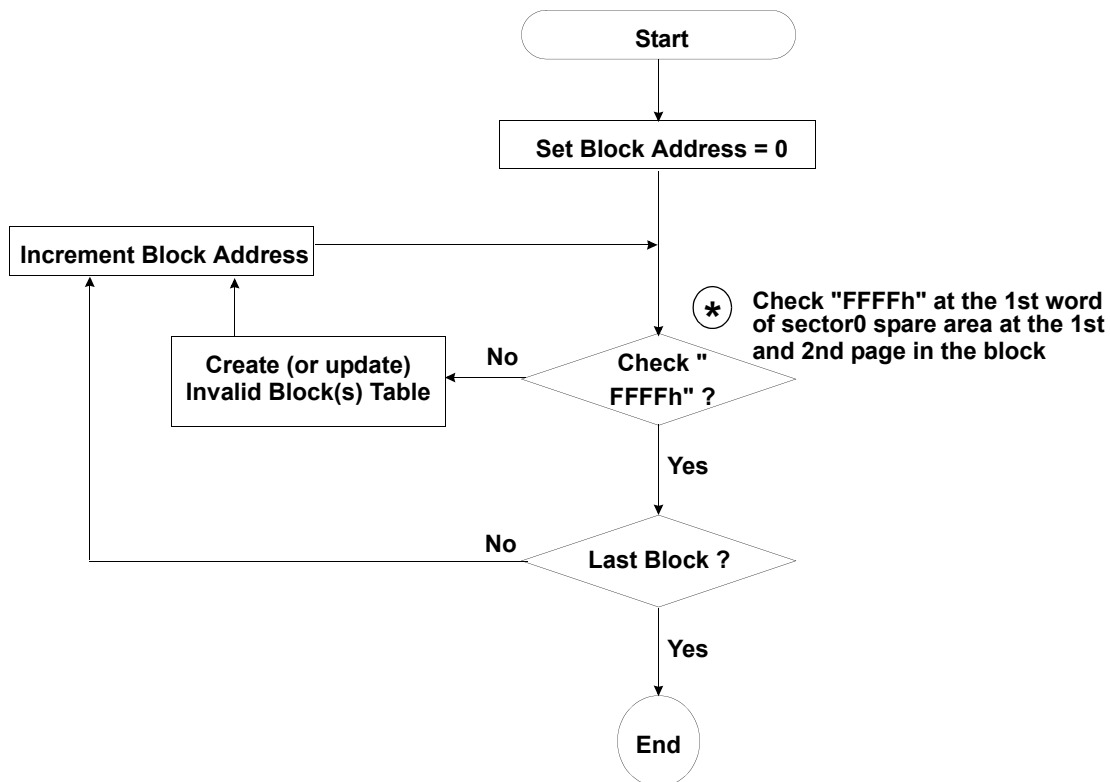 Start
Set Block Address = 0
Increment Block Address
*
Check "FFFFh" at the 1st word
of sector0 spare area at the 1st
and 2nd page in the block
No
Create (or update)
Invalid Block(s) Table
Check "
FFFFh" ?
Yes
No
Last Block ?
Yes
End